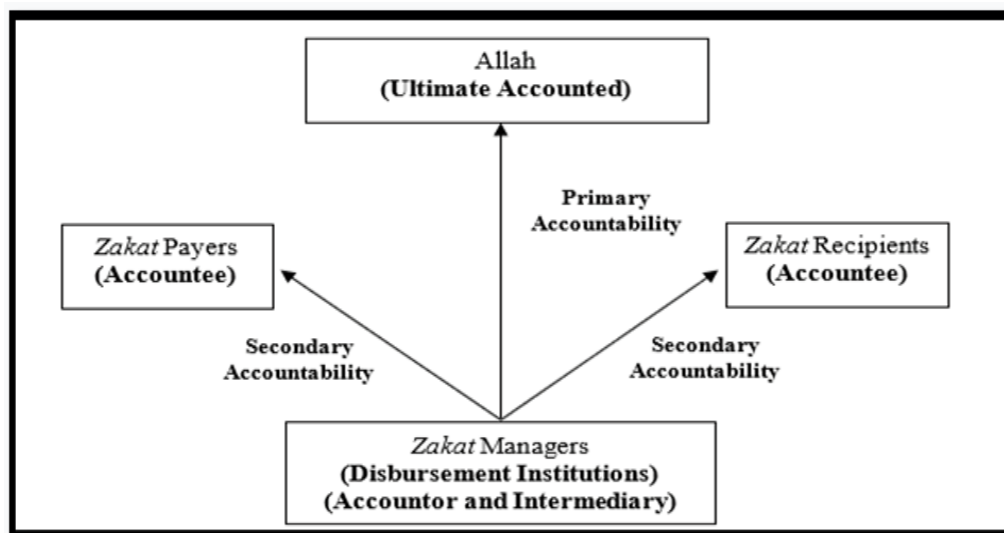 Allah
(Ultimate Accounted)
Primary
Accountability
Zakat Payers
(Accountee)
Zakat Recipients
(Accountee)
Secondary
Accountability
Secondary
Accountability
Zakat Managers
(Disbursement Institutions)
(Accountor and Intermediary)